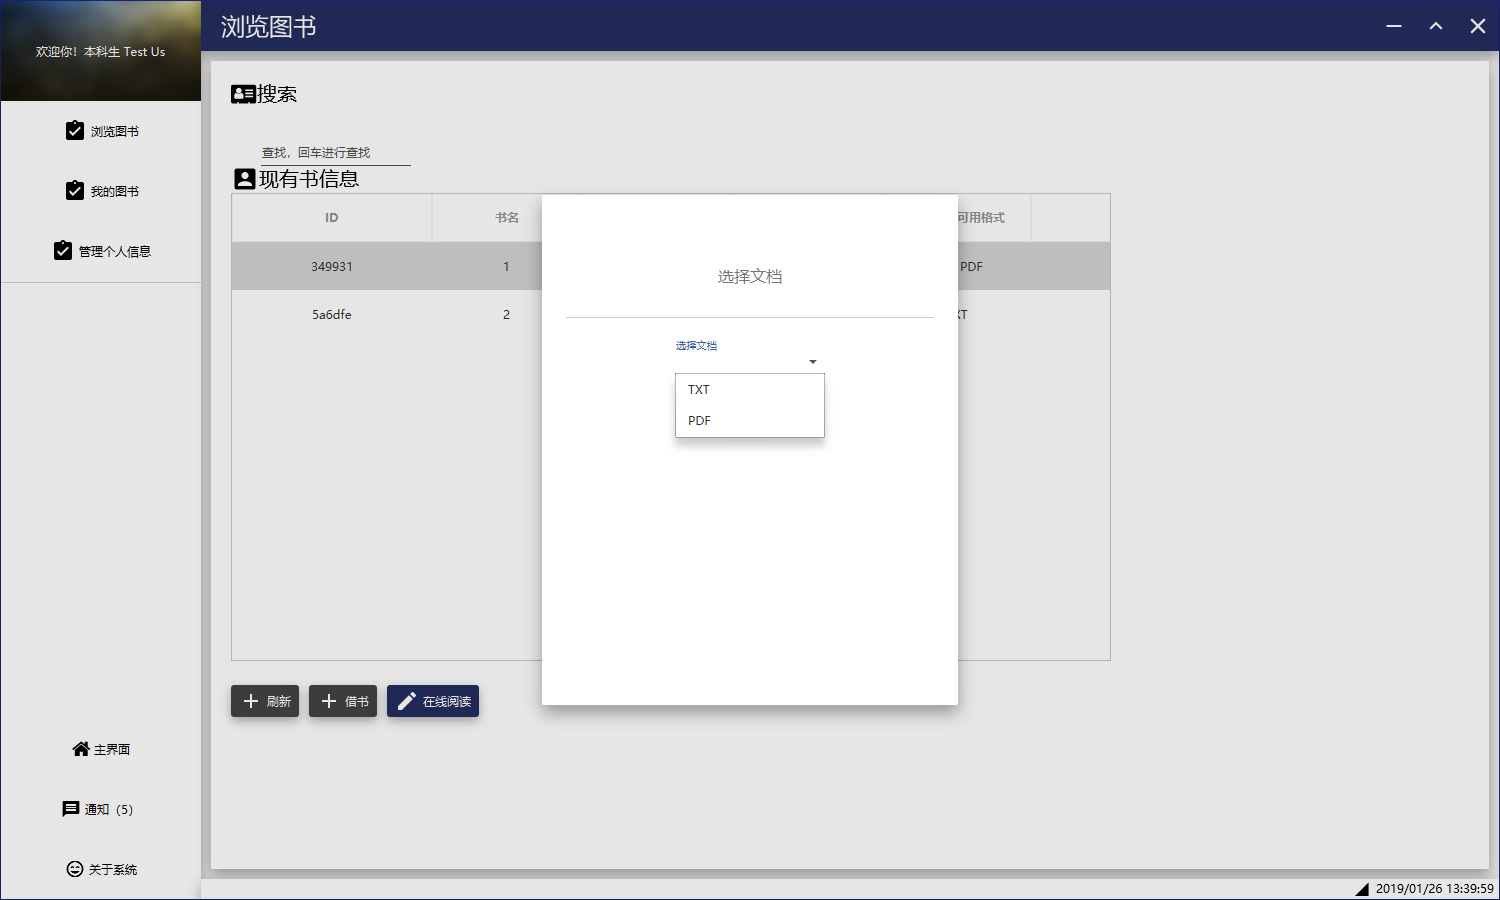 浏览图书
欢迎你！本科生 Test Us
浏览图书
我的图书
管理个人信息
搜索
查找，回车进行查找
现有书信息
ID 书名 可用格式
349931 1 PDF
5a6dfe 2
选择文档
选择文档
TXT
PDF
刷新 借书 在线阅读
主界面
通知（5）
关于系统
2019/01/26 13:39:59